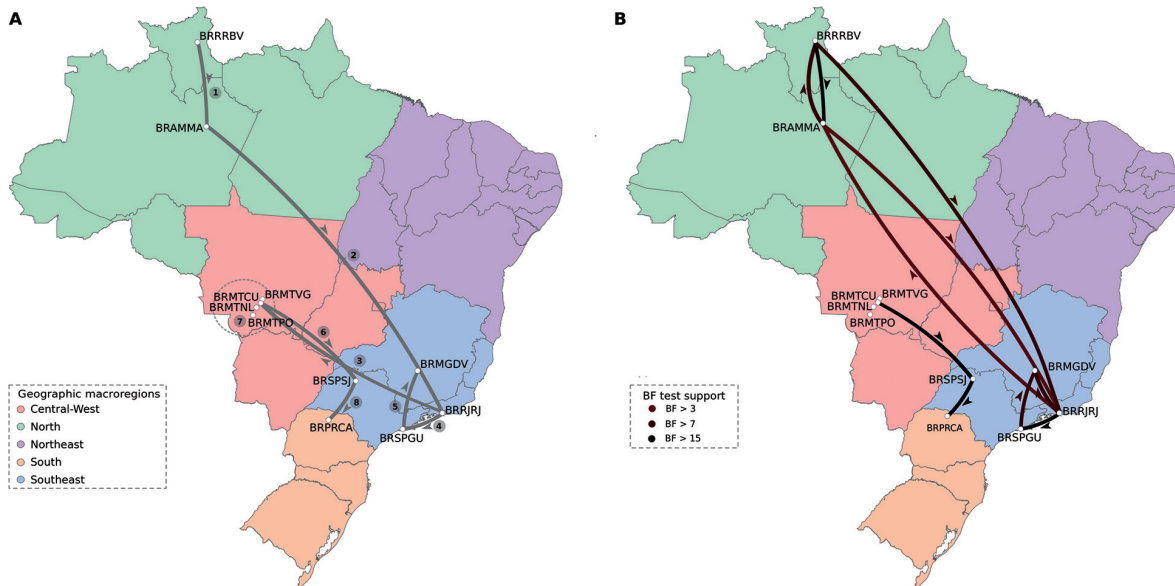 A
BRRRBV
1
BRAMMA
2
BRMTCU
BRMTVG
BRMTNL
BRMTPO
7
6
3
BRMGDV
BRSPSJ
8
5
BRRJRJ
BRPRCA
BRSPGU
4
Geographic macroregions
Central-West
North
Northeast
South
Southeast
B
BRRRBV
BRAMMA
BRMTCU
BRMTVG
BRMTNL
BRMTPO
BRMGDV
BRSPSJ
BRRJRJ
BRPRCA
BRSPGU
BF test support
BF > 3
BF > 7
BF > 15